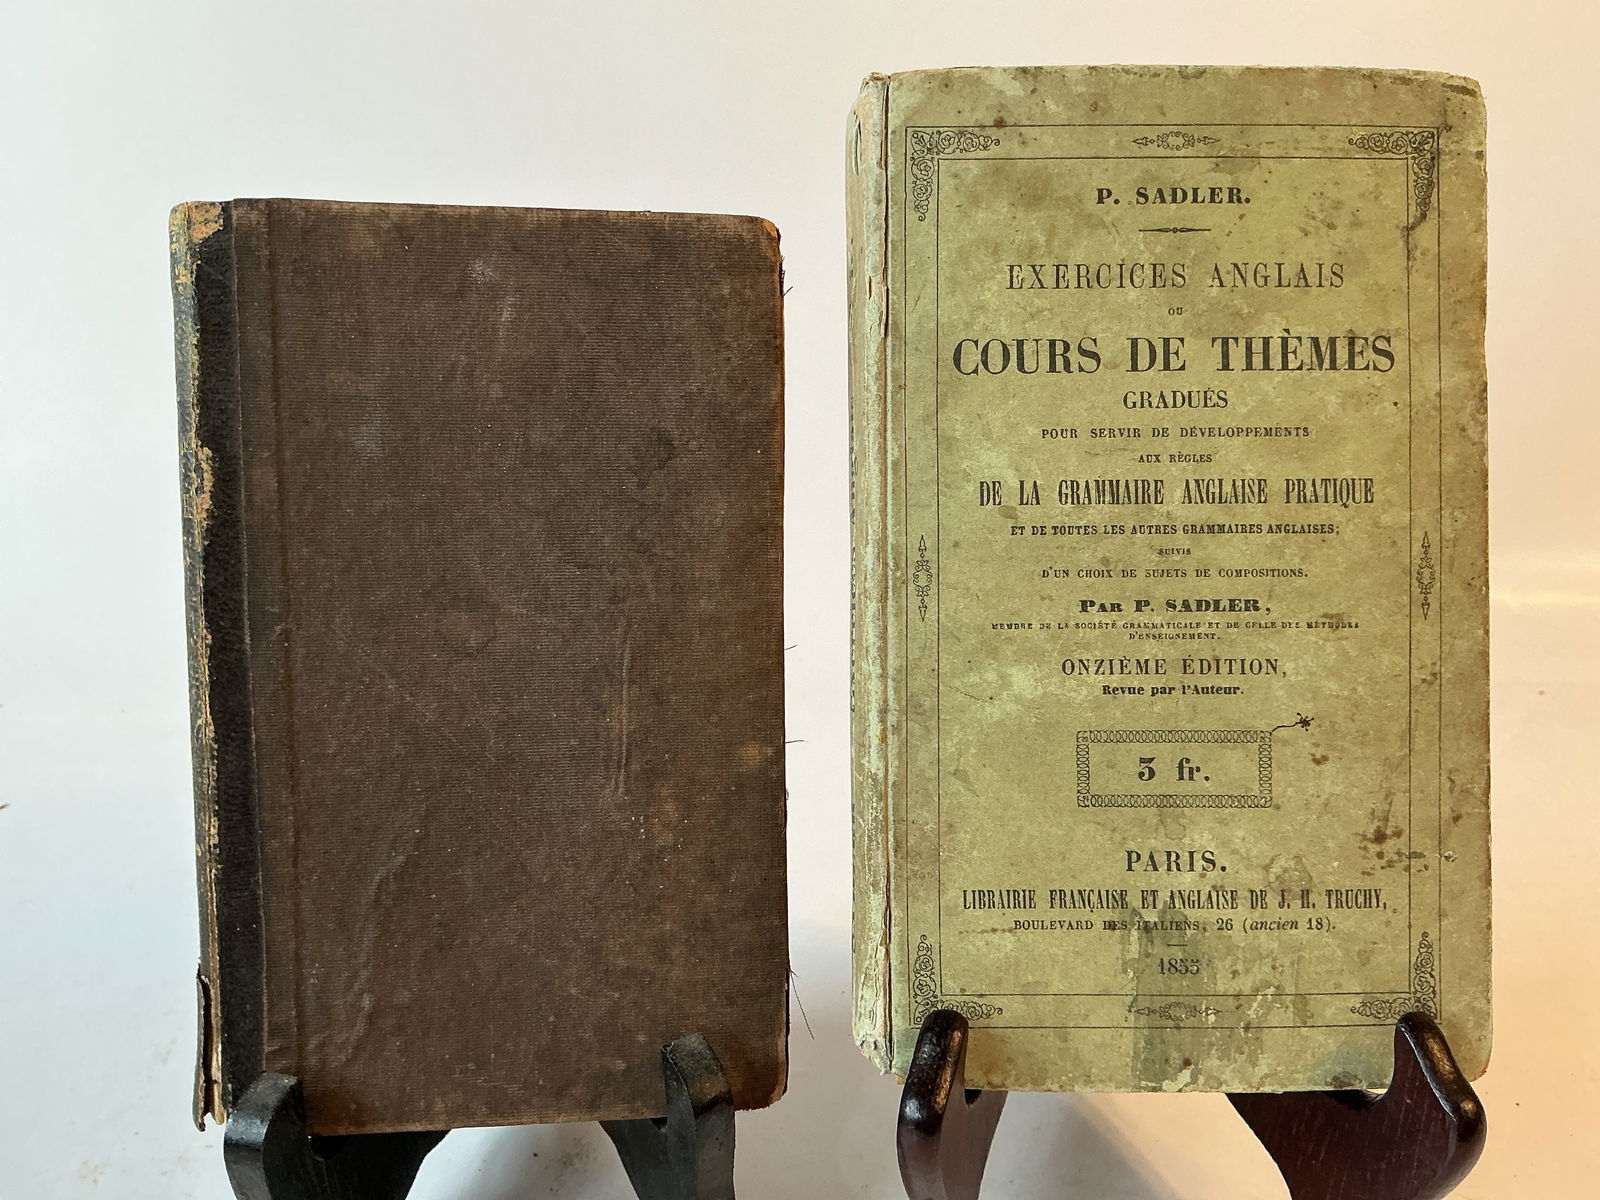 P. SADLER.
EXERCICES ANGLAIS
OU
COURS DE THÈMES
GRADUÉS
POUR SERVIR DE DÉVELOPPEMENTS
AUX RÈGLES
DE LA GRAMMAIRE ANGLAISE PRATIQUE
ET DE TOUTES LES AUTRES GRAMMAIRES ANGLAISES;
SUIVIS
D'UN CHOIX DE SUJETS DE COMPOSITIONS.
PAR P. SADLER,
MEMBRE DE LA SOCIÉTÉ GRAMMATICALE ET DE CELLE DES MÉTHODES
D'ENSEIGNEMENT.
ONZIÈME ÉDITION,
Revue par l'Auteur.
3 fr.
PARIS.
LIBRAIRIE FRANÇAISE ET ANGLAISE DE J. H. TRUCHY,
BOULEVARD DES ITALIENS, 26 (ancien 18).
1855